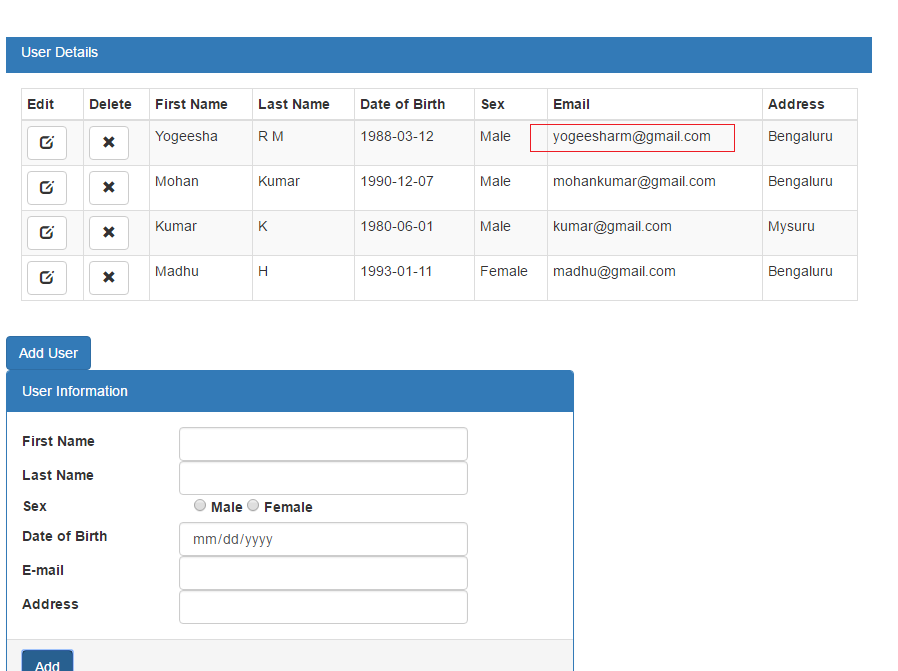 User Details
Edit Delete First Name Last Name Date of Birth Sex Email Address
Yogeesha R M 1988-03-12 Male yogeesharm@gmail.com Bengaluru
Mohan Kumar 1990-12-07 Male mohankumar@gmail.com Bengaluru
Kumar K 1980-06-01 Male kumar@gmail.com Mysuru
Madhu H 1993-01-11 Female madhu@gmail.com Bengaluru
Add User
User Information
First Name
Last Name
Sex Male Female
Date of Birth mm/dd/yyyy
E-mail
Address
Add